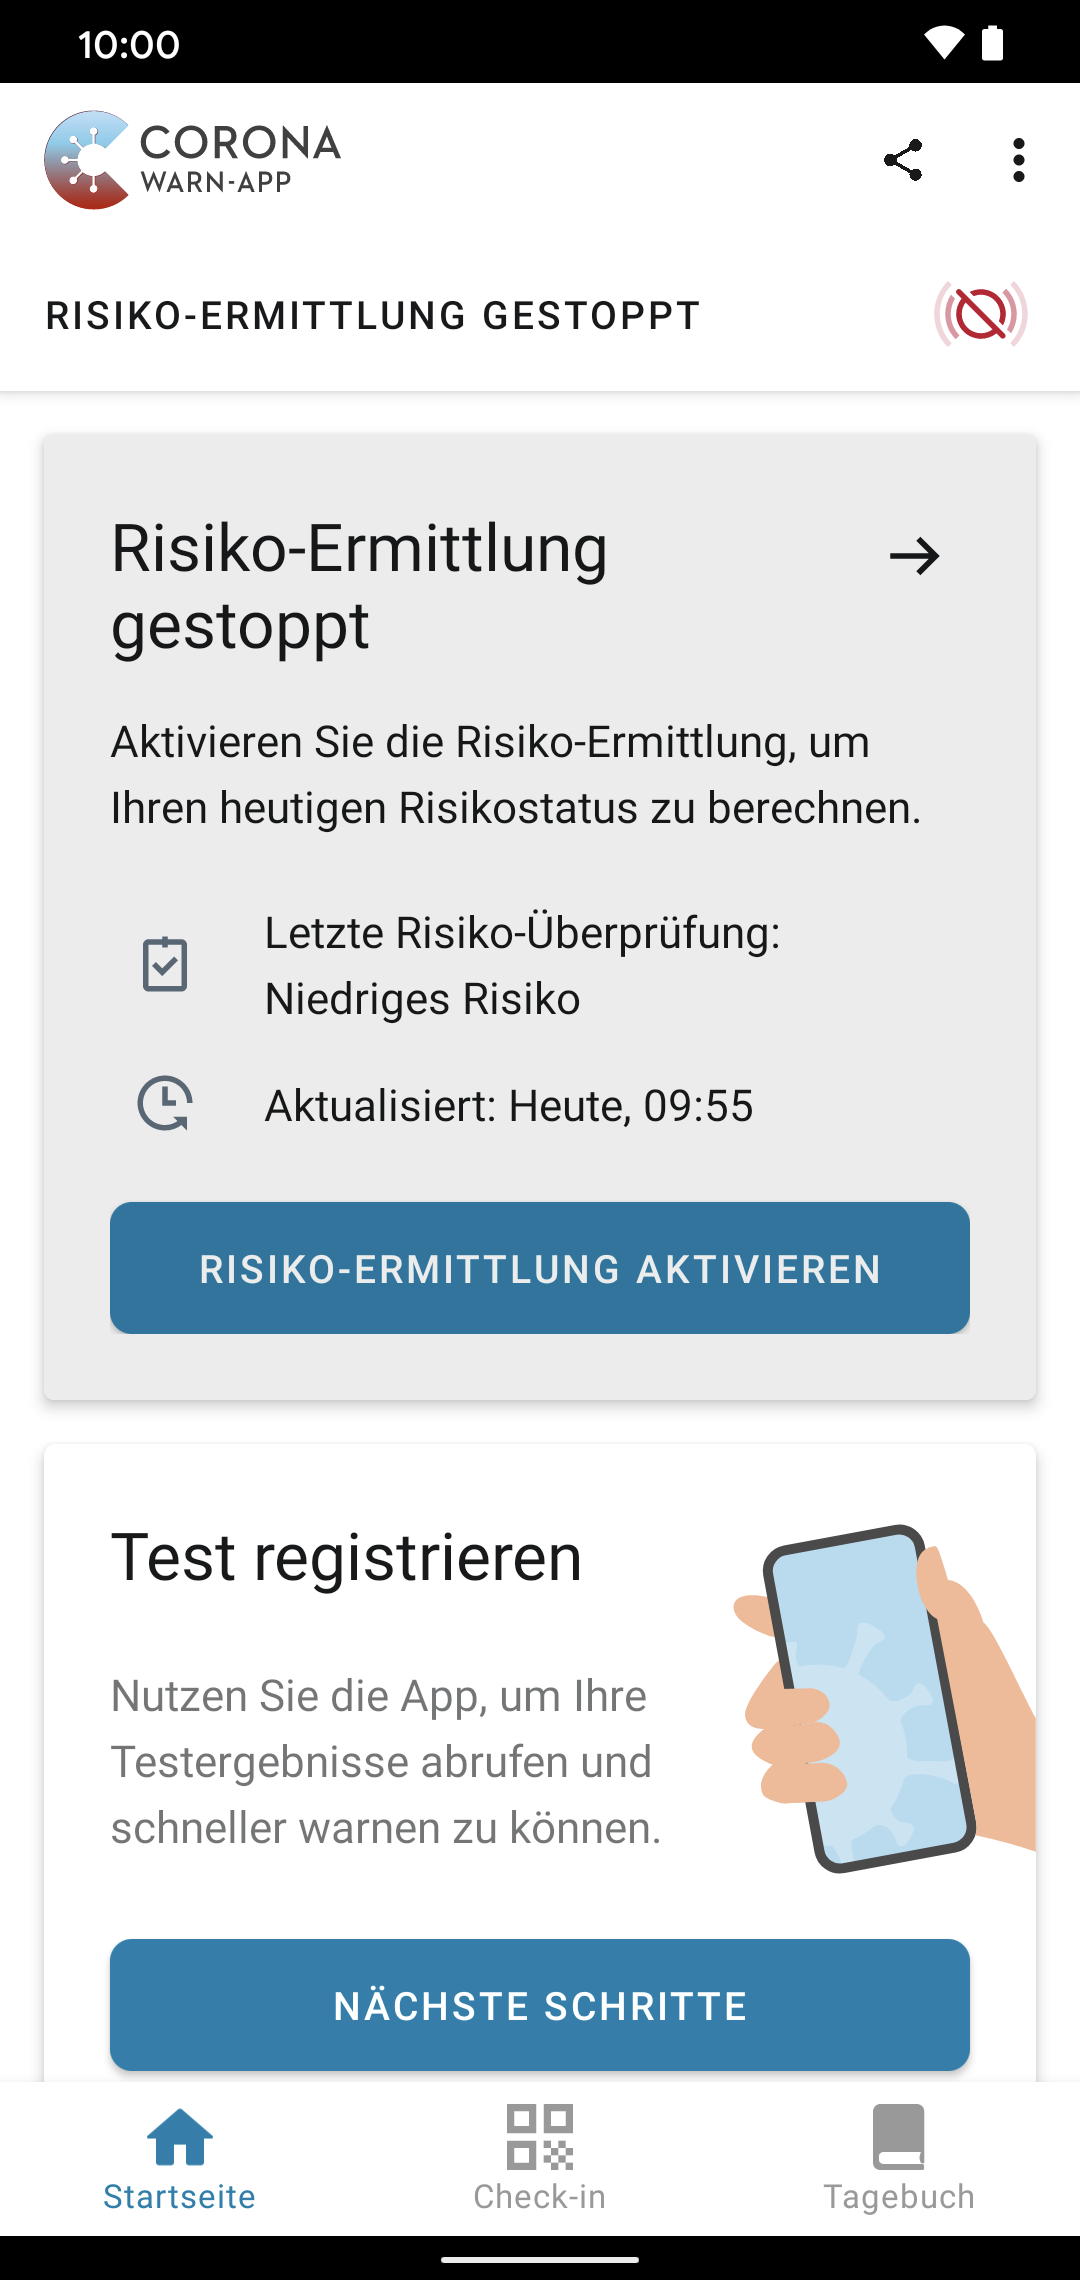 10:00
CORONA
WARN-APP
RISIKO-ERMITTLUNG GESTOPPT
Risiko-Ermittlung
gestoppt
Aktivieren Sie die Risiko-Ermittlung, um
Ihren heutigen Risikostatus zu berechnen.
Letzte Risiko-Überprüfung:
Niedriges Risiko
Aktualisiert: Heute, 09:55
RISIKO-ERMITTLUNG AKTIVIEREN
Test registrieren
Nutzen Sie die App, um Ihre
Testergebnisse abrufen und
schneller warnen zu können.
NÄCHSTE SCHRITTE
Startseite
Check-in
Tagebuch